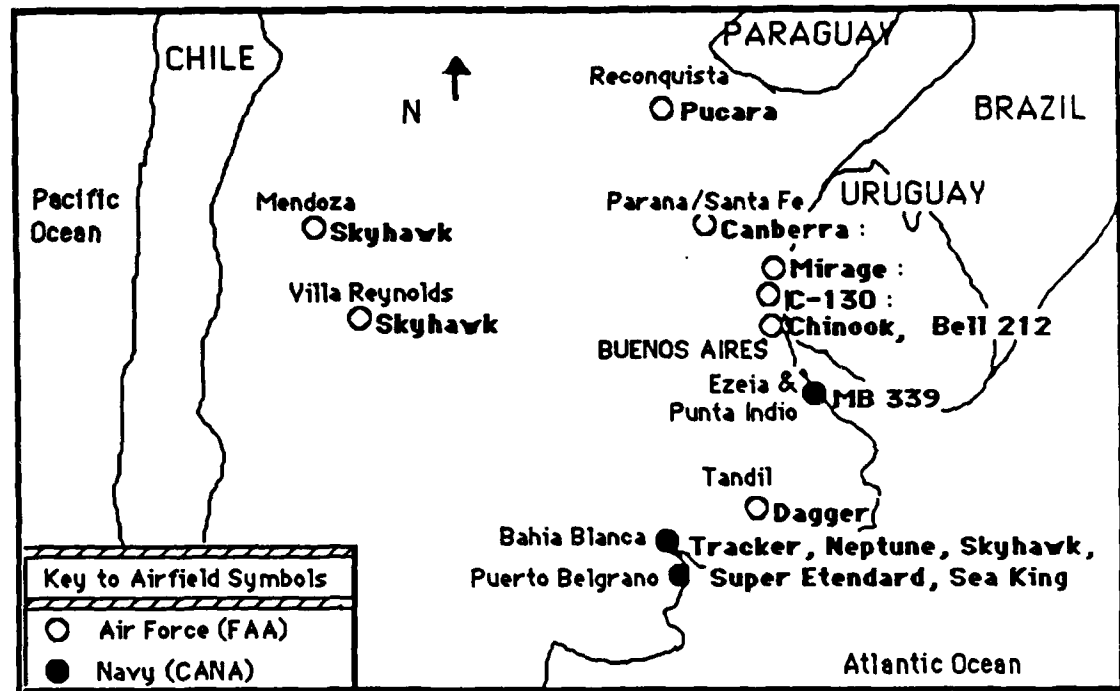 CHILE
PARAGUAY
Reconquista
Pucara
N
BRAZIL
Pacific
Ocean
Mendoza
Skyhawk
Parana/Santa Fe
Canberra :
URUGUAY
Mirage :
Villa Reynolds
Skyhawk
C-130 :
Chinook, Bell 212
BUENOS AIRES
Ezeia &
Punta Indio
MB 339
Tandil
Dagger
Bahia Blanca
Tracker, Neptune, Skyhawk,
Puerto Belgrano
Super Etendard, Sea King
Key to Airfield Symbols
Air Force (FAA)
Navy (CANA)
Atlantic Ocean